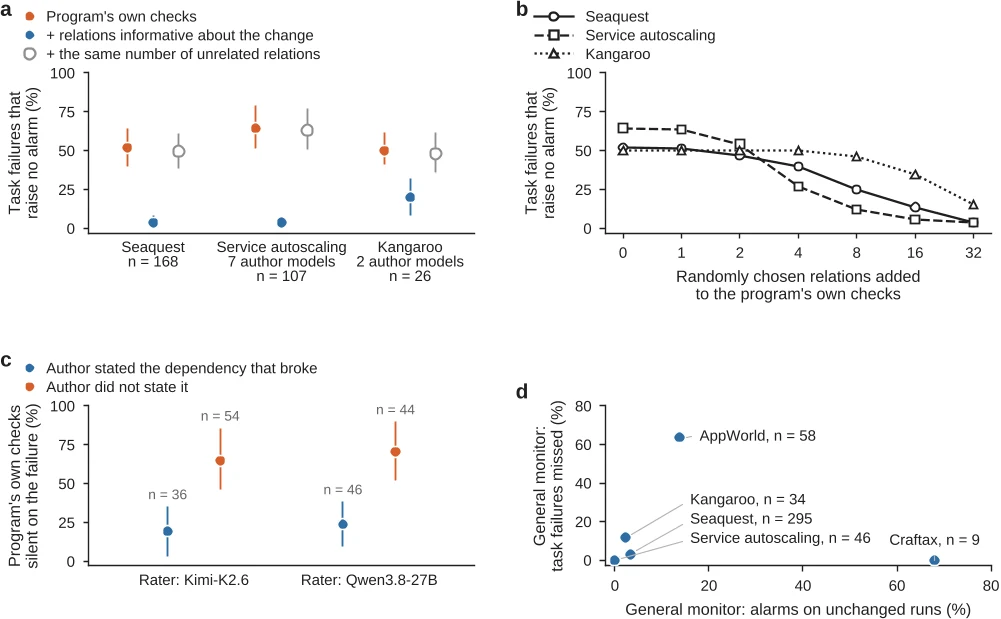 a
Program's own checks
+ relations informative about the change
+ the same number of unrelated relations
Task failures that
raise no alarm (%)
100
75
50
25
0
Seaquest
n = 168
Service autoscaling
7 author models
n = 107
Kangaroo
2 author models
n = 26
b
Seaquest
Service autoscaling
Kangaroo
Task failures that
raise no alarm (%)
100
75
50
25
0
0 1 2 4 8 16 32
Randomly chosen relations added
to the program's own checks
c
Author stated the dependency that broke
Author did not state it
Program's own checks
silent on the failure (%)
100
75
50
25
0
n = 36
n = 54
n = 46
n = 44
Rater: Kimi-K2.6
Rater: Qwen3.8-27B
d
General monitor:
task failures missed (%)
80
60
40
20
0
AppWorld, n = 58
Kangaroo, n = 34
Seaquest, n = 295
Service autoscaling, n = 46
Craftax, n = 9
0 20 40 60 80
General monitor: alarms on unchanged runs (%)